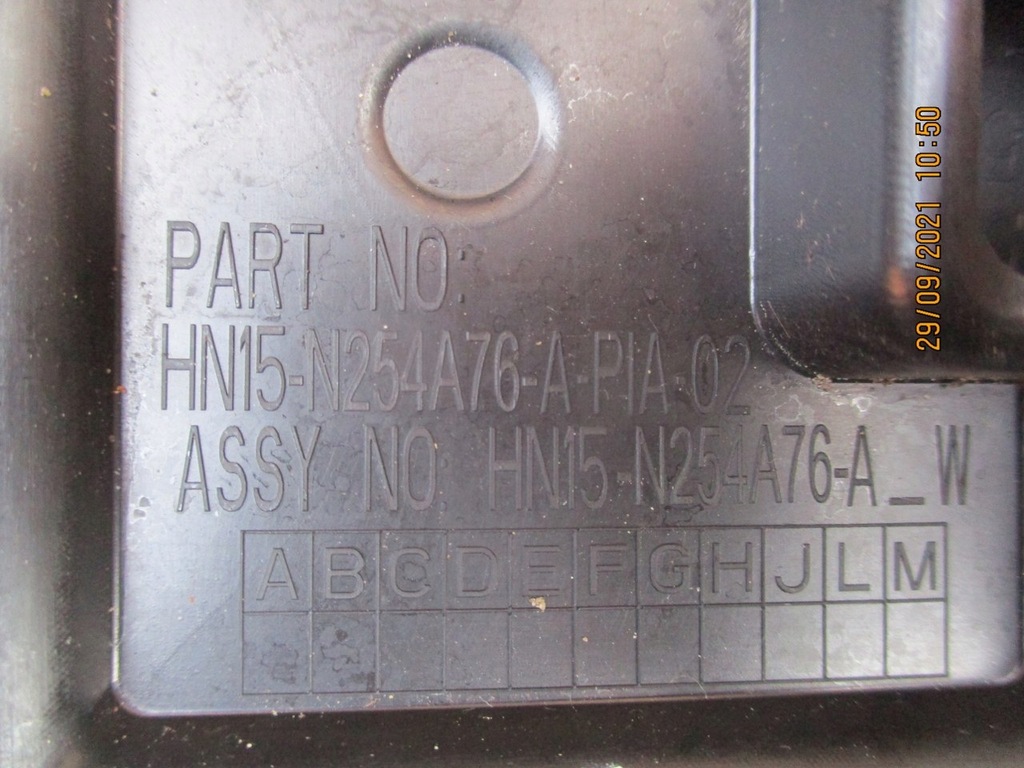 PART NO:
HN15-N254A76-A-PIA-02
ASSY NO HN15-N254A76-A_W
A B C D E F G H J L M
29/09/2021 10:50